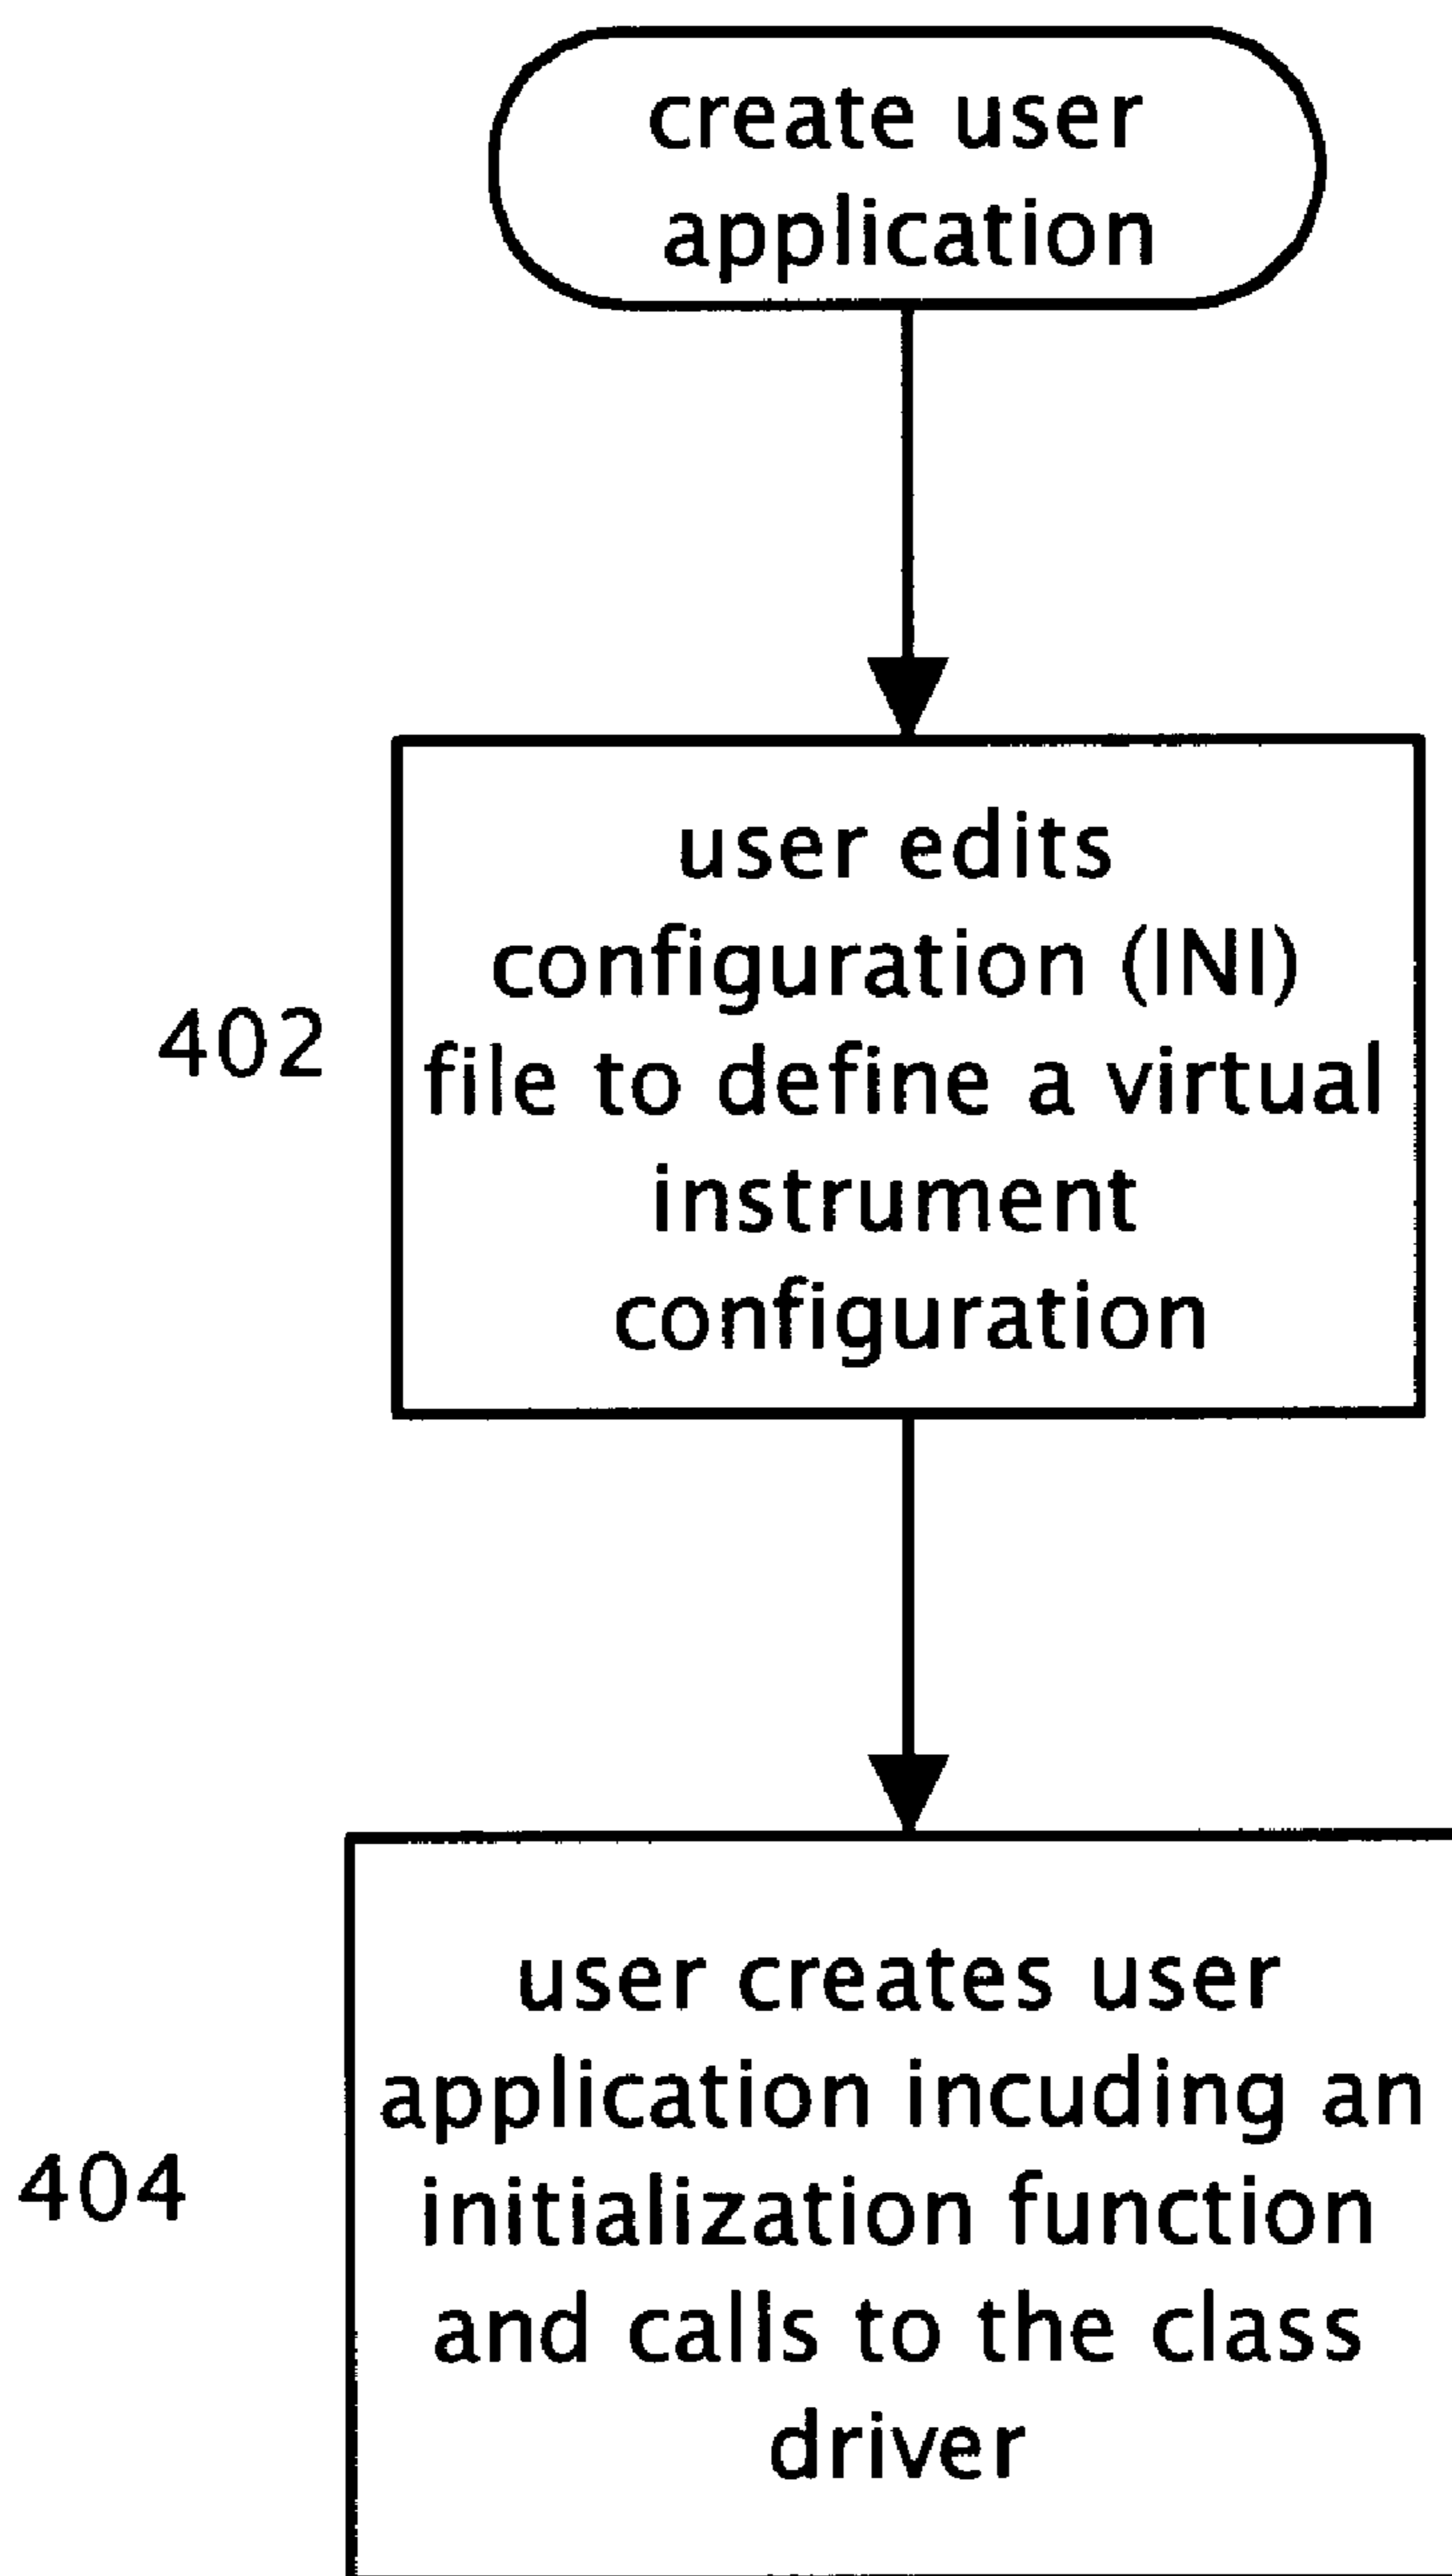 create user
application
user edits
configuration (INI)
402
file to define a virtual
instrument
configuration
user creates user
application incuding an
404
initialization function
and calls to the class
driver